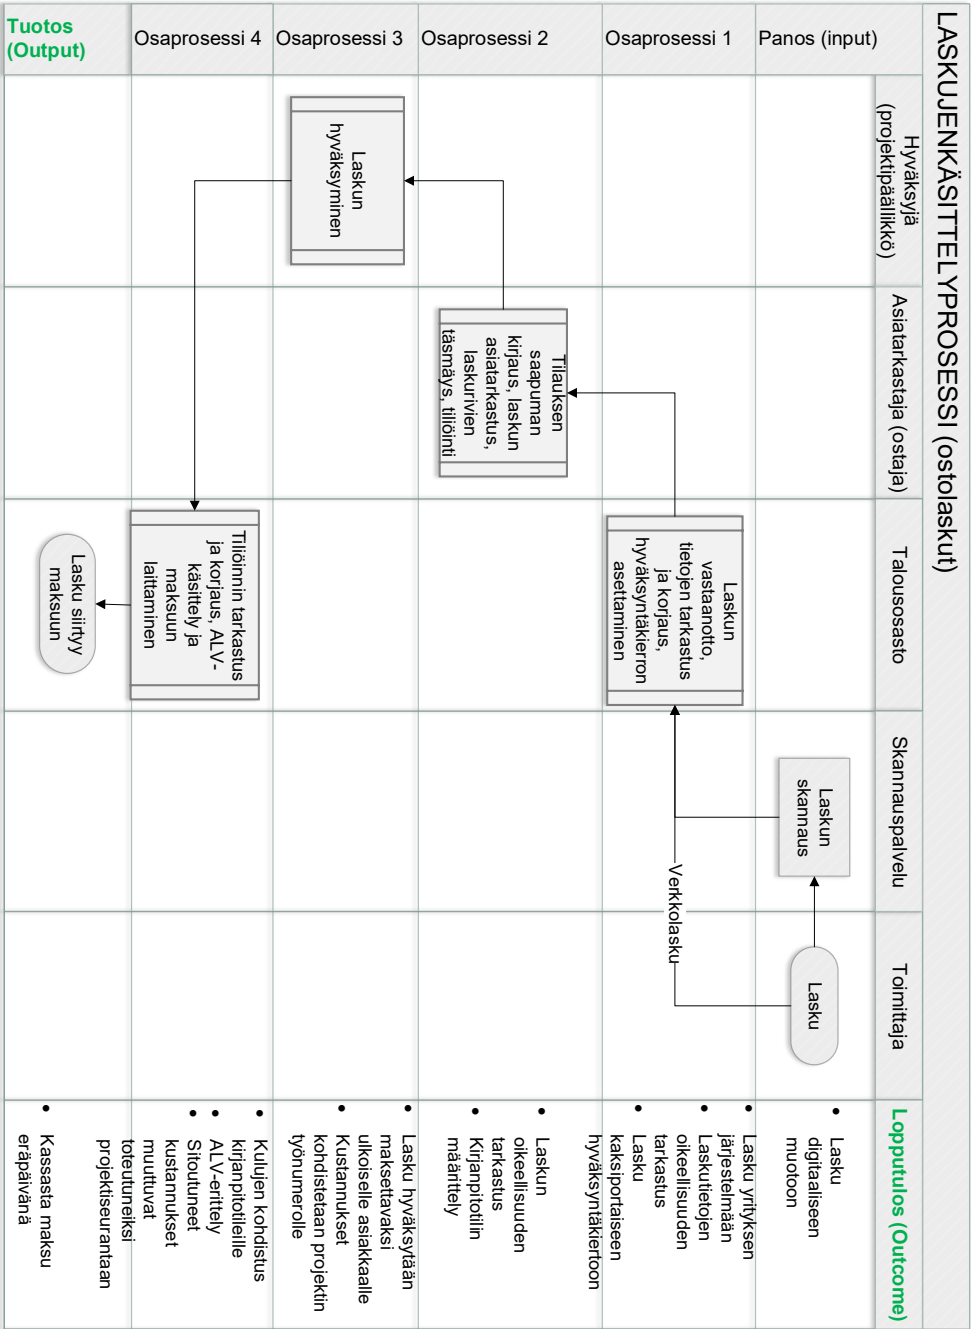 LASKUJENKÄSITTELYPROSESSI (ostolaskut)
Hyväksyjä
(projektipäällikkö)
Asiatarkastaja (ostaja)
Talousosasto
Skannauspalvelu
Toimittaja
Lopputulos (Outcome)
Panos (input)
Laskun
skannaus
Lasku
• Lasku
digitaaliseen
muotoon
Osaprosessi 1
Laskun
vastaanotto,
tietojen tarkastus
ja korjaus,
hyväksyntäkierron
asettaminen
Verkkolasku
• Lasku yrityksen
järjestelmään
• Laskutietojen
oikeellisuuden
tarkastus
• Lasku
kaksiportaiseen
hyväksyntäkiertoon
Osaprosessi 2
Tilauksen
saapuman
kirjaus, laskun
asiatarkastus,
laskurivien
täsmäys, tiliöinti
• Laskun
oikeellisuuden
tarkastus
• Kirjanpitotilin
määrittely
Osaprosessi 3
Laskun
hyväksyminen
• Lasku hyväksytään
maksettavaksi
ulkoiselle asiakkaalle
• Kustannukset
kohdistetaan projektin
työnumerolle
Osaprosessi 4
Tiliöinnin tarkastus
ja korjaus, ALV-
käsittely ja
maksuun
laittaminen
• Kulujen kohdistus
kirjanpitotileille
• ALV-erittely
• Sitoutuneet
kustannukset
muuttuvat
toteutuneiksi
projektiseurantaan
Tuotos
(Output)
Lasku siirtyy
maksuun
• Kassasta maksu
eräpäivänä